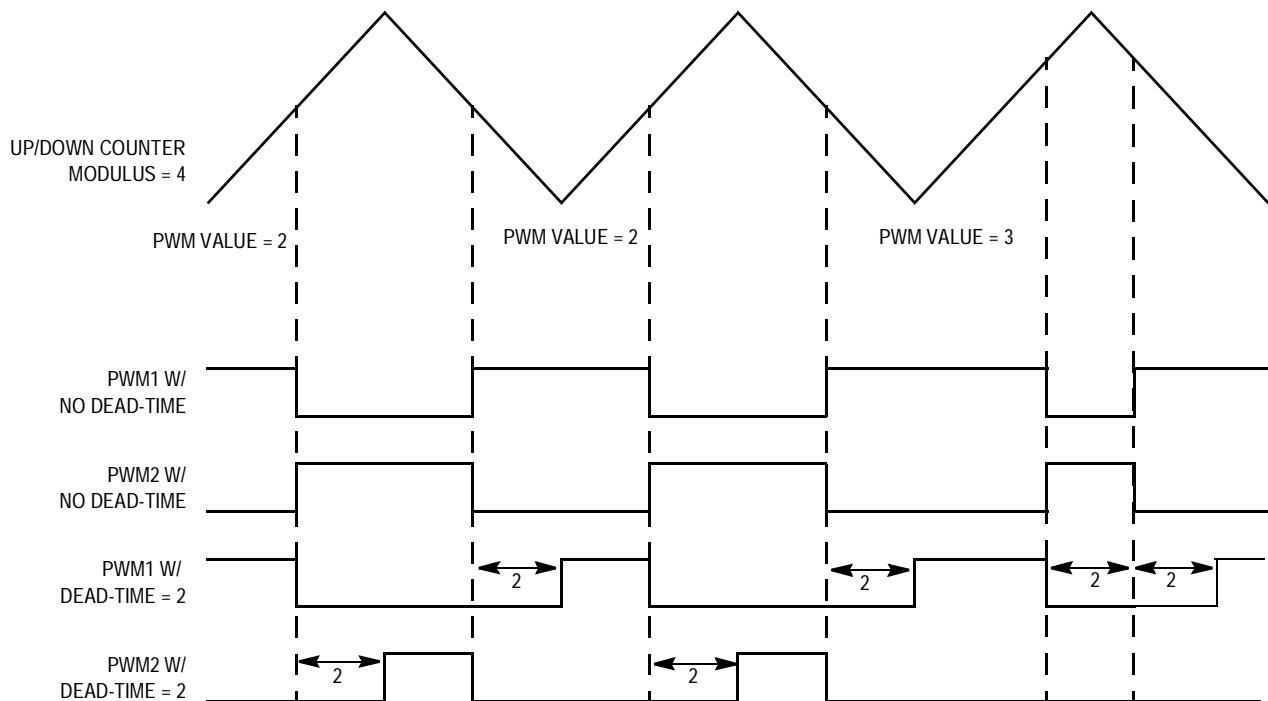 UP/DOWN COUNTER
MODULUS = 4
PWM VALUE = 2
PWM VALUE = 2
PWM VALUE = 3
PWM1 W/
NO DEAD-TIME
PWM2 W/
NO DEAD-TIME
PWM1 W/
DEAD-TIME = 2
2
2
2
2
PWM2 W/
DEAD-TIME = 2
2
2